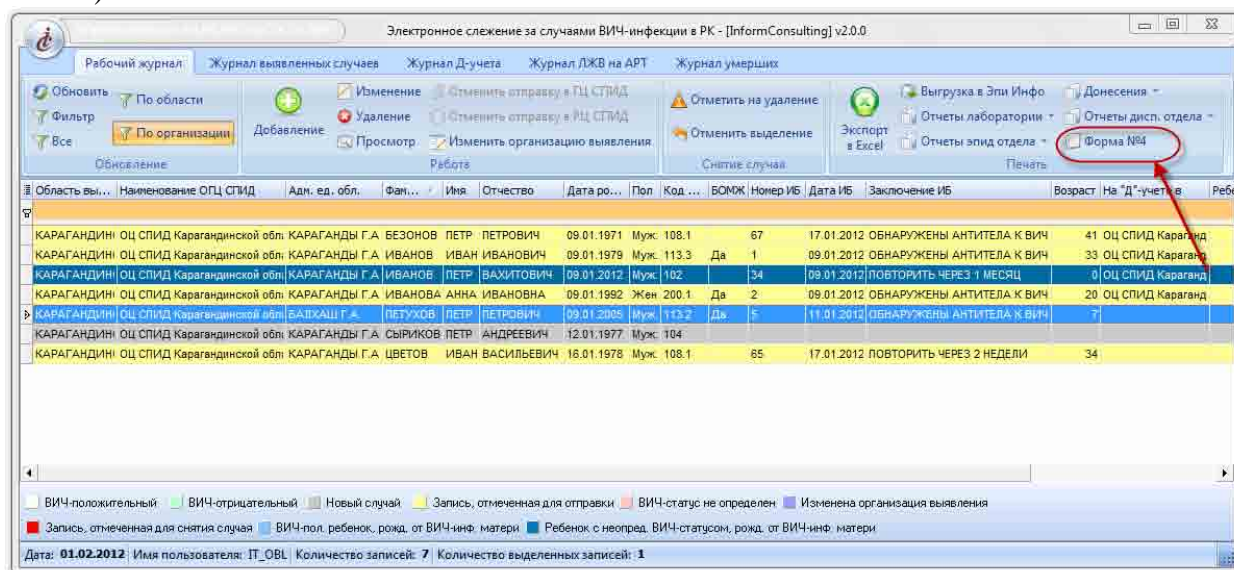 Электронное слежение за случаями ВИЧ-инфекции в РК - [InformConsulting] v2.0.0
Рабочий журнал Журнал выявленных случаев Журнал Д-учета Журнал ЛЖВ на АРТ Журнал умерших
Обновить По области Добавление Изменение Отменить отправку в ГЦ СПИД Отметить на удаление Экспорт в Excel Выгрузка в Эпи Инфо Донесения
Фильтр Удаление Отменить отправку в РЦ СПИД Отчеты лаборатории Отчеты дисп. отдела
Все По организации Просмотр Изменить организацию выявления Отменить выделение Отчеты эпид отдела Форма №4
Обновление Работа Снятие случая Печать
Область вы... Наименование ОГЦ СПИД Адм. ед. обл. Фам... Имя Отчество Дата ро... Пол Код ... БОМЖ Номер ИБ Дата ИБ Заключение ИБ Возраст На "Д"-учете в Ребе
КАРАГАНДИН ОЦ СПИД Карагандинской обл КАРАГАНДЫ Г.А БЕЗОНОВ ПЕТР ПЕТРОВИЧ 09.01.1971 Муж. 108.1 67 17.01.2012 ОБНАРУЖЕНЫ АНТИТЕЛА К ВИЧ 41 ОЦ СПИД Караганд
КАРАГАНДИН ОЦ СПИД Карагандинской обл КАРАГАНДЫ Г.А ИВАНОВ ИВАН ИВАНОВИЧ 09.01.1979 Муж. 113.3 Да 1 09.01.2012 ОБНАРУЖЕНЫ АНТИТЕЛА К ВИЧ 33 ОЦ СПИД Караганд
КАРАГАНДИН ОЦ СПИД Карагандинской обл КАРАГАНДЫ Г.А ИВАНОВ ПЕТР ВАХИТОВИЧ 09.01.2012 Муж. 102 34 09.01.2012 ПОВТОРИТЬ ЧЕРЕЗ 1 МЕСЯЦ 0 ОЦ СПИД Караганд
КАРАГАНДИН ОЦ СПИД Карагандинской обл КАРАГАНДЫ Г.А ИВАНОВА АННА ИВАНОВНА 09.01.1992 Жен 200.1 Да 2 09.01.2012 ОБНАРУЖЕНЫ АНТИТЕЛА К ВИЧ 20 ОЦ СПИД Караганд
КАРАГАНДИН ОЦ СПИД Карагандинской обл БАЛХАШ Г.А. ПЕТУХОВ ПЕТР ПЕТРОВИЧ 09.01.2005 Муж. 113.2 Да 5 11.01.2012 ОБНАРУЖЕНЫ АНТИТЕЛА К ВИЧ 7
КАРАГАНДИН ОЦ СПИД Карагандинской обл КАРАГАНДЫ Г.А СЫРИКОВ ПЕТР АНДРЕЕВИЧ 12.01.1977 Муж. 104
КАРАГАНДИН ОЦ СПИД Карагандинской обл КАРАГАНДЫ Г.А ЦВЕТОВ ИВАН ВАСИЛЬЕВИЧ 16.01.1978 Муж. 108.1 65 17.01.2012 ПОВТОРИТЬ ЧЕРЕЗ 2 НЕДЕЛИ 34
ВИЧ-положительный ВИЧ-отрицательный Новый случай Запись, отмеченная для отправки ВИЧ-статус не определен Изменена организация выявления
Запись, отмеченная для снятия случая ВИЧ-пол. ребенок, рожд. от ВИЧ-инф. матери Ребенок с неопред. ВИЧ-статусом, рожд. от ВИЧ-инф. матери
Дата: 01.02.2012 Имя пользователя: IT_OBL Количество записей: 7 Количество выделенных записей: 1